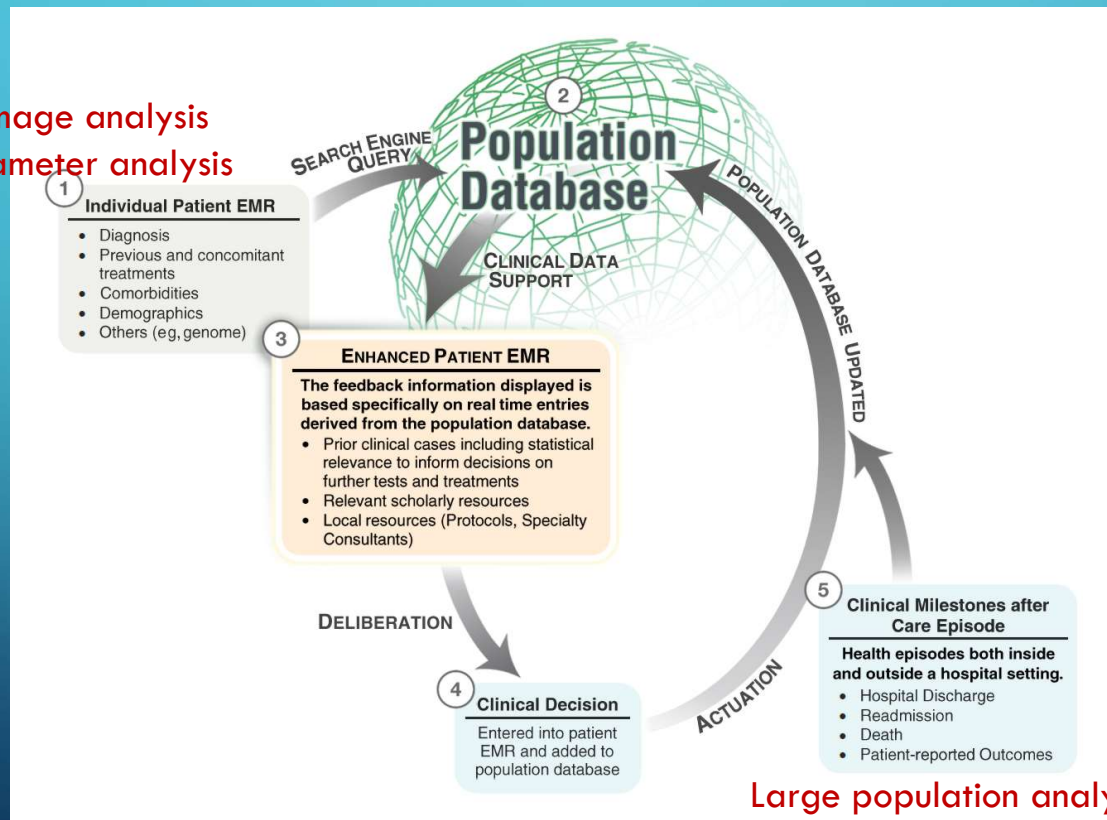 analysis
analysis
1
Individual Patient EMR
• Diagnosis
• Previous and concomitant
treatments
• Comorbidities
• Demographics
• Others (eg, genome)
SEARCH ENGINE
QUERY
2
Population
Database
CLINICAL DATA
SUPPORT
POPULATION DATABASE UPDATED
3
ENHANCED PATIENT EMR
The feedback information displayed is
based specifically on real time entries
derived from the population database.
• Prior clinical cases including statistical
relevance to inform decisions on
further tests and treatments
• Relevant scholarly resources
• Local resources (Protocols, Specialty
Consultants)
DELIBERATION
4
Clinical Decision
Entered into patient
EMR and added to
population database
ACTUATION
5
Clinical Milestones after
Care Episode
Health episodes both inside
and outside a hospital setting.
• Hospital Discharge
• Readmission
• Death
• Patient-reported Outcomes
Large population